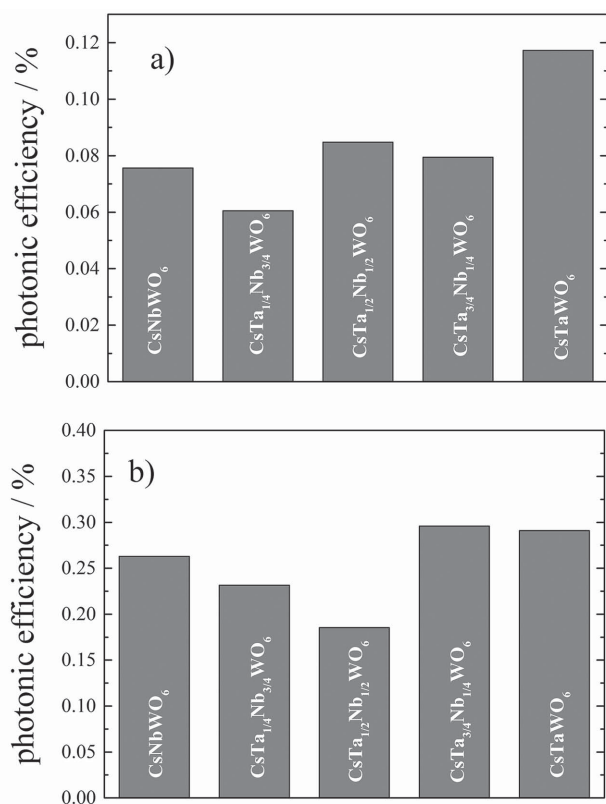 a)
photonic efficiency / %
0.12
0.10
0.08
0.06
0.04
0.02
0.00
CsNbWO₆
CsTa₁/₄Nb₃/₄WO₆
CsTa₁/₂Nb₁/₂WO₆
CsTa₃/₄Nb₁/₄WO₆
CsTaWO₆
b)
photonic efficiency / %
0.40
0.35
0.30
0.25
0.20
0.15
0.10
0.05
0.00
CsNbWO₆
CsTa₁/₄Nb₃/₄WO₆
CsTa₁/₂Nb₁/₂WO₆
CsTa₃/₄Nb₁/₄WO₆
CsTaWO₆